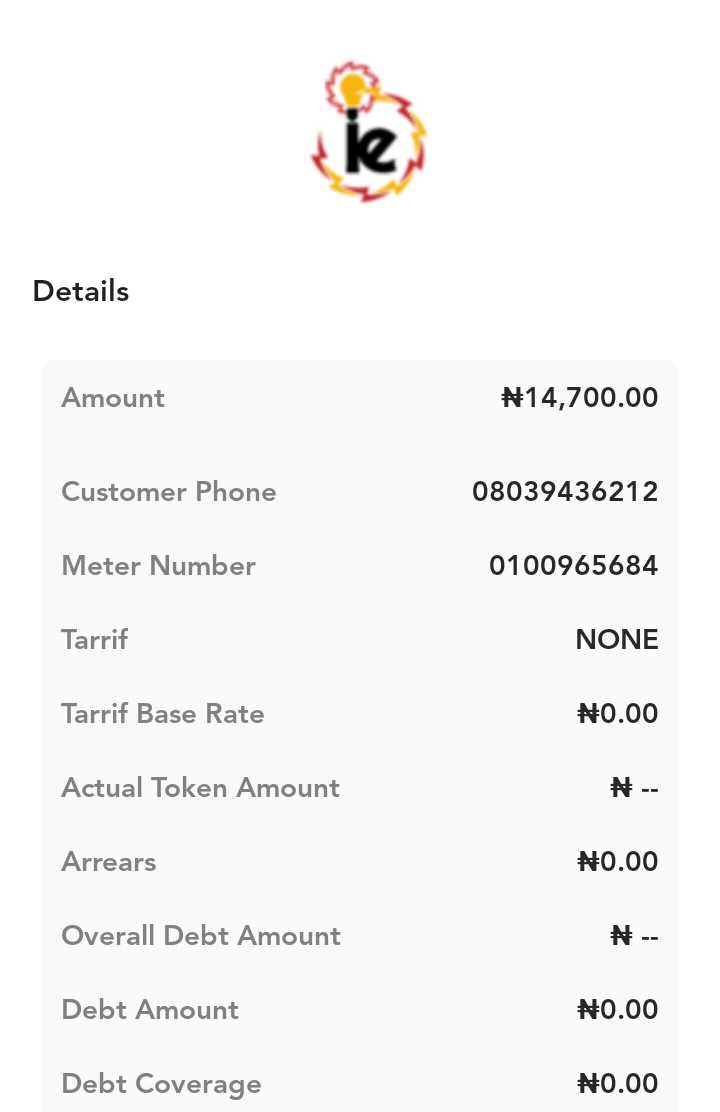 ie
Details
Amount ₦14,700.00
Customer Phone 08039436212
Meter Number 0100965684
Tarrif NONE
Tarrif Base Rate ₦0.00
Actual Token Amount ₦ --
Arrears ₦0.00
Overall Debt Amount ₦ --
Debt Amount ₦0.00
Debt Coverage ₦0.00